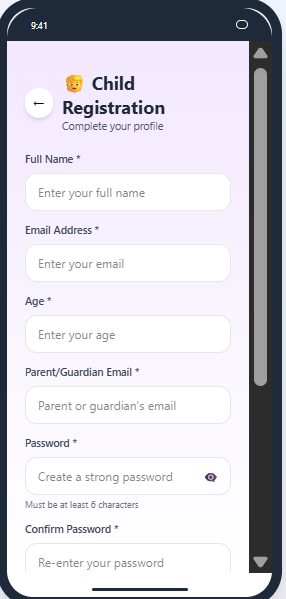 9:41
← 👦 Child
Registration
Complete your profile
Full Name *
Enter your full name
Email Address *
Enter your email
Age *
Enter your age
Parent/Guardian Email *
Parent or guardian's email
Password *
Create a strong password
Must be at least 6 characters
Confirm Password *
Re-enter your password